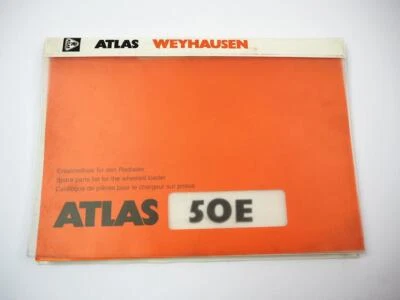 ATLAS WEYHAUSEN
Ersatzteilliste für den Radlader
Spare parts list for the wheeled loader
Catalogue de pièces pour le chargeur sur pneus
ATLAS 50E